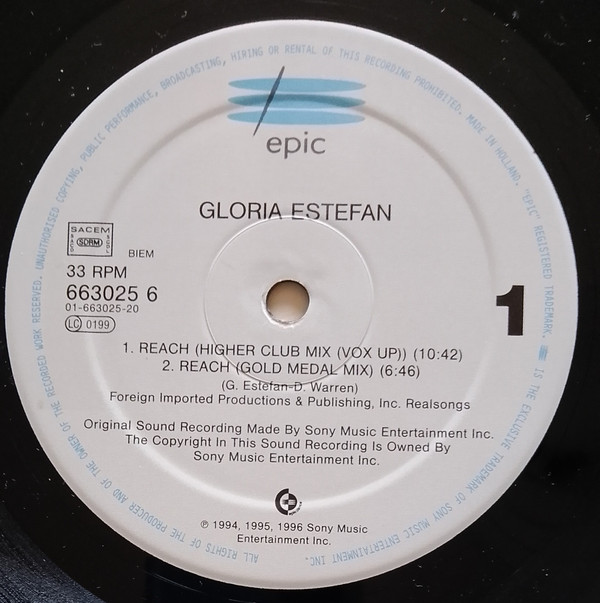 epic
GLORIA ESTEFAN
SACEM
SDRM
BIEM
33 RPM
663025 6
01-663025-20
LC 0199
1
1. REACH (HIGHER CLUB MIX (VOX UP)) (10:42)
2. REACH (GOLD MEDAL MIX) (6:46)
(G. Estefan-D. Warren)
Foreign Imported Productions & Publishing, Inc. Realsongs
Original Sound Recording Made By Sony Music Entertainment Inc.
The Copyright In This Sound Recording Is Owned By
Sony Music Entertainment Inc.
℗ 1994, 1995, 1996 Sony Music
Entertainment Inc.
ALL RIGHTS OF THE PRODUCER AND OF THE OWNER OF THE RECORDED WORK RESERVED. UNAUTHORISED COPYING, PUBLIC PERFORMANCE, BROADCASTING, HIRING OR RENTAL OF THIS RECORDING PROHIBITED. MADE IN HOLLAND. "EPIC" REGISTERED TRADEMARK. IS THE EXCLUSIVE TRADEMARK OF SONY MUSIC ENTERTAINMENT INC.